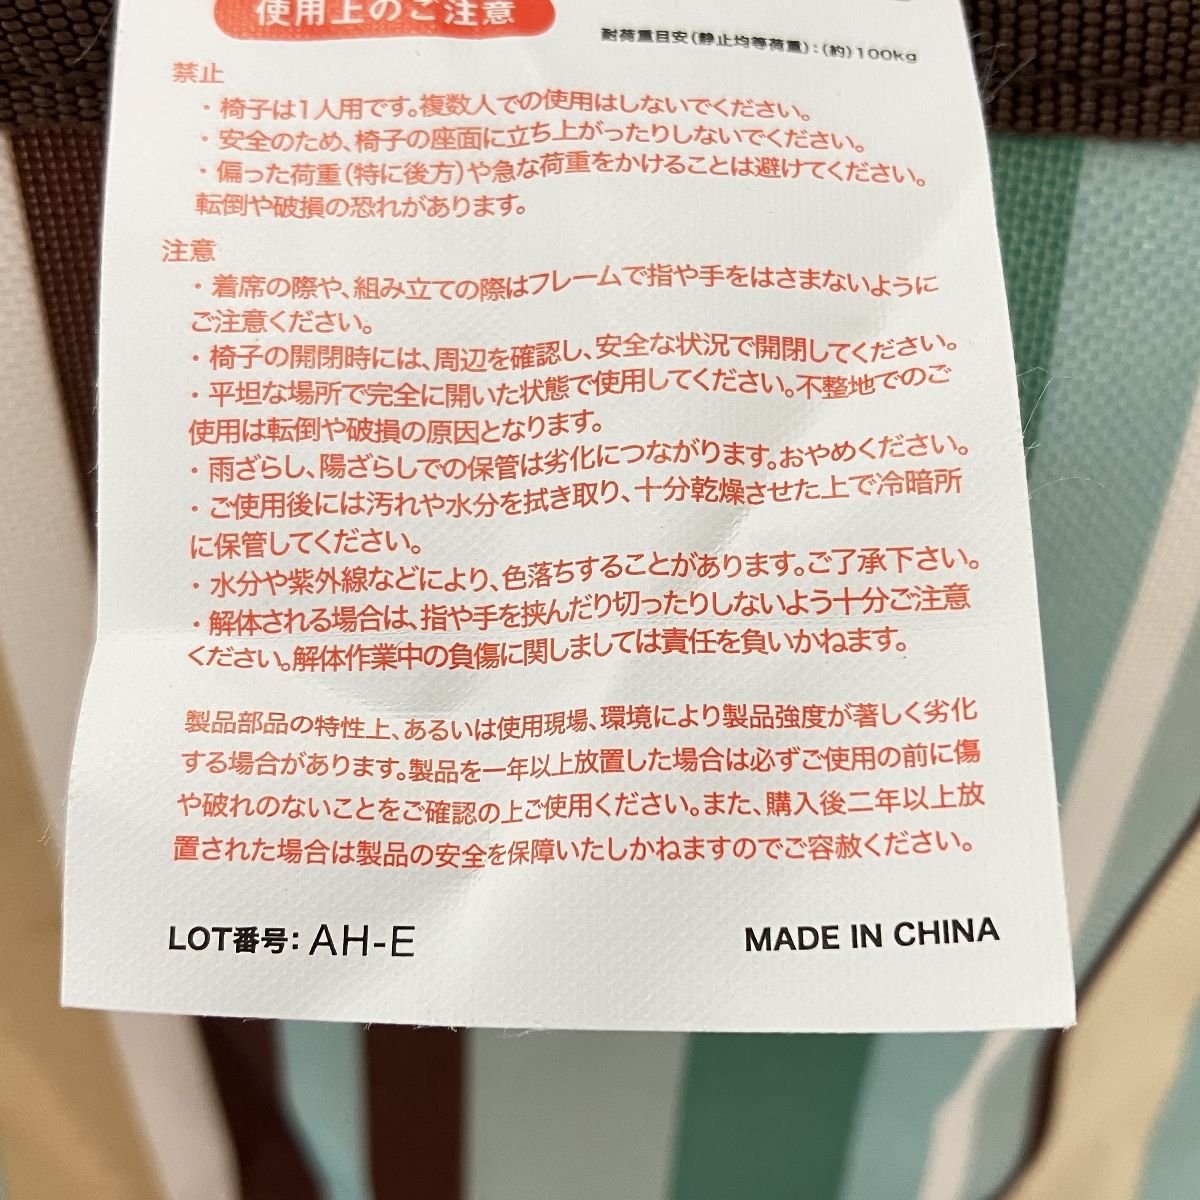 使用上のご注意
耐荷重目安(静止均等荷重):(約)100kg
禁止
・椅子は1人用です。複数人での使用はしないでください。
・安全のため、椅子の座面に立ち上がったりしないでください。
・偏った荷重(特に後方)や急な荷重をかけることは避けてください。
転倒や破損の恐れがあります。
注意
・着席の際や、組み立ての際はフレームで指や手をはさまないように
ご注意ください。
・椅子の開閉時には、周辺を確認し、安全な状況で開閉してください。
・平坦な場所で完全に開いた状態で使用してください。不整地でのご
使用は転倒や破損の原因となります。
・雨ざらし、陽ざらしでの保管は劣化につながります。おやめください。
・ご使用後には汚れや水分を拭き取り、十分乾燥させた上で冷暗所
に保管してください。
・水分や紫外線などにより、色落ちすることがあります。ご了承下さい。
・解体される場合は、指や手を挟んだり切ったりしないよう十分ご注意
ください。解体作業中の負傷に関しましては責任を負いかねます。
製品部品の特性上、あるいは使用現場、環境により製品強度が著しく劣化
する場合があります。製品を一年以上放置した場合は必ずご使用の前に傷
や破れのないことをご確認の上ご使用ください。また、購入後二年以上放
置された場合は製品の安全を保障いたしかねますのでご容赦ください。
LOT番号: AH-E
MADE IN CHINA